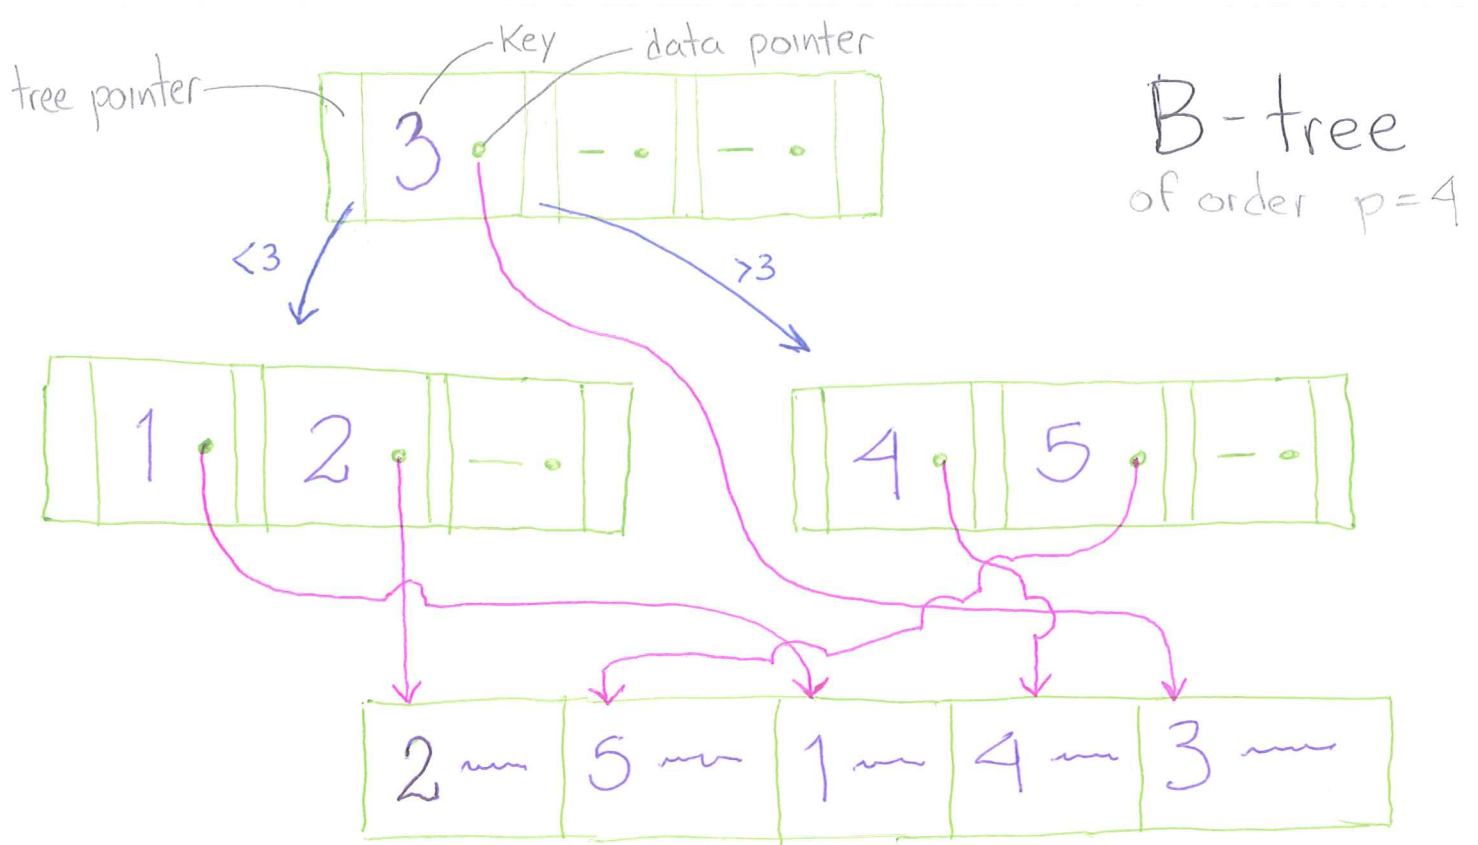 Key
data pointer
tree pointer
3 — —
B-tree
of order p=4
<3
>3
1 2 —
4 5 —
2 5 1 4 3